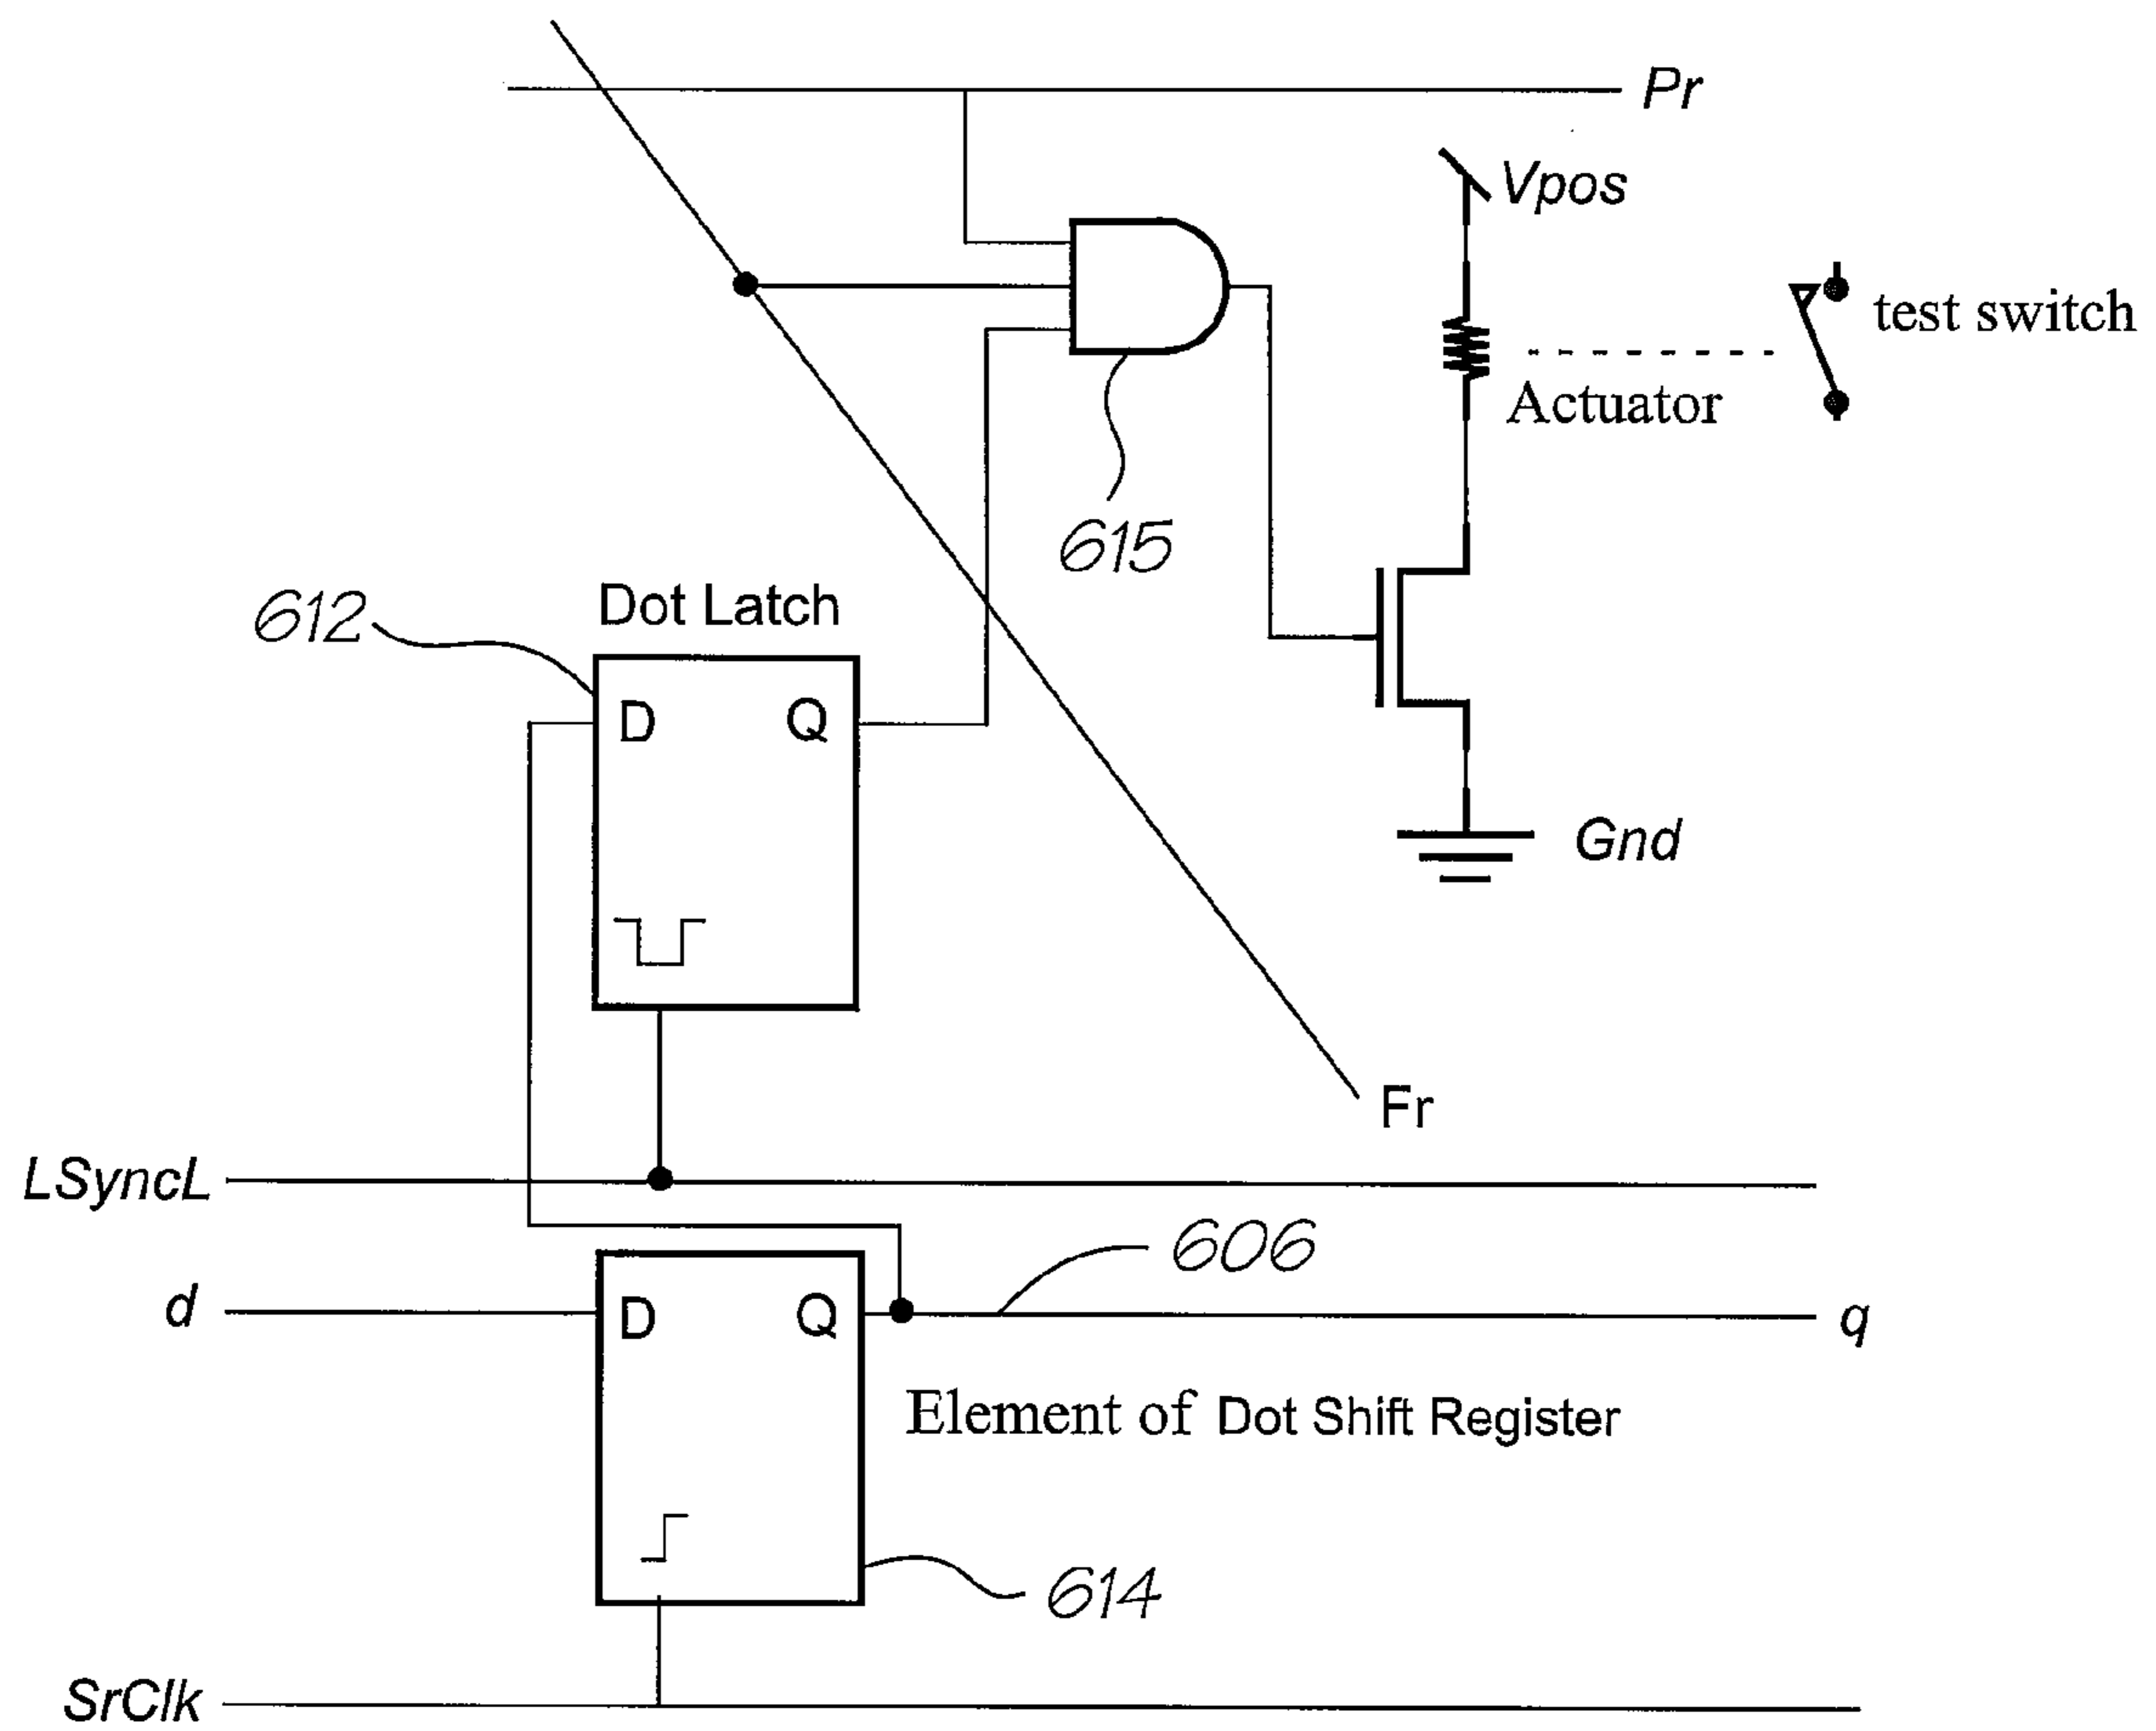 Pr
Vpos
test switch
Actuator
615
612
Dot Latch
D Q
Gnd
Fr
LSyncL
606
d
D Q
q
Element of Dot Shift Register
614
SrClk